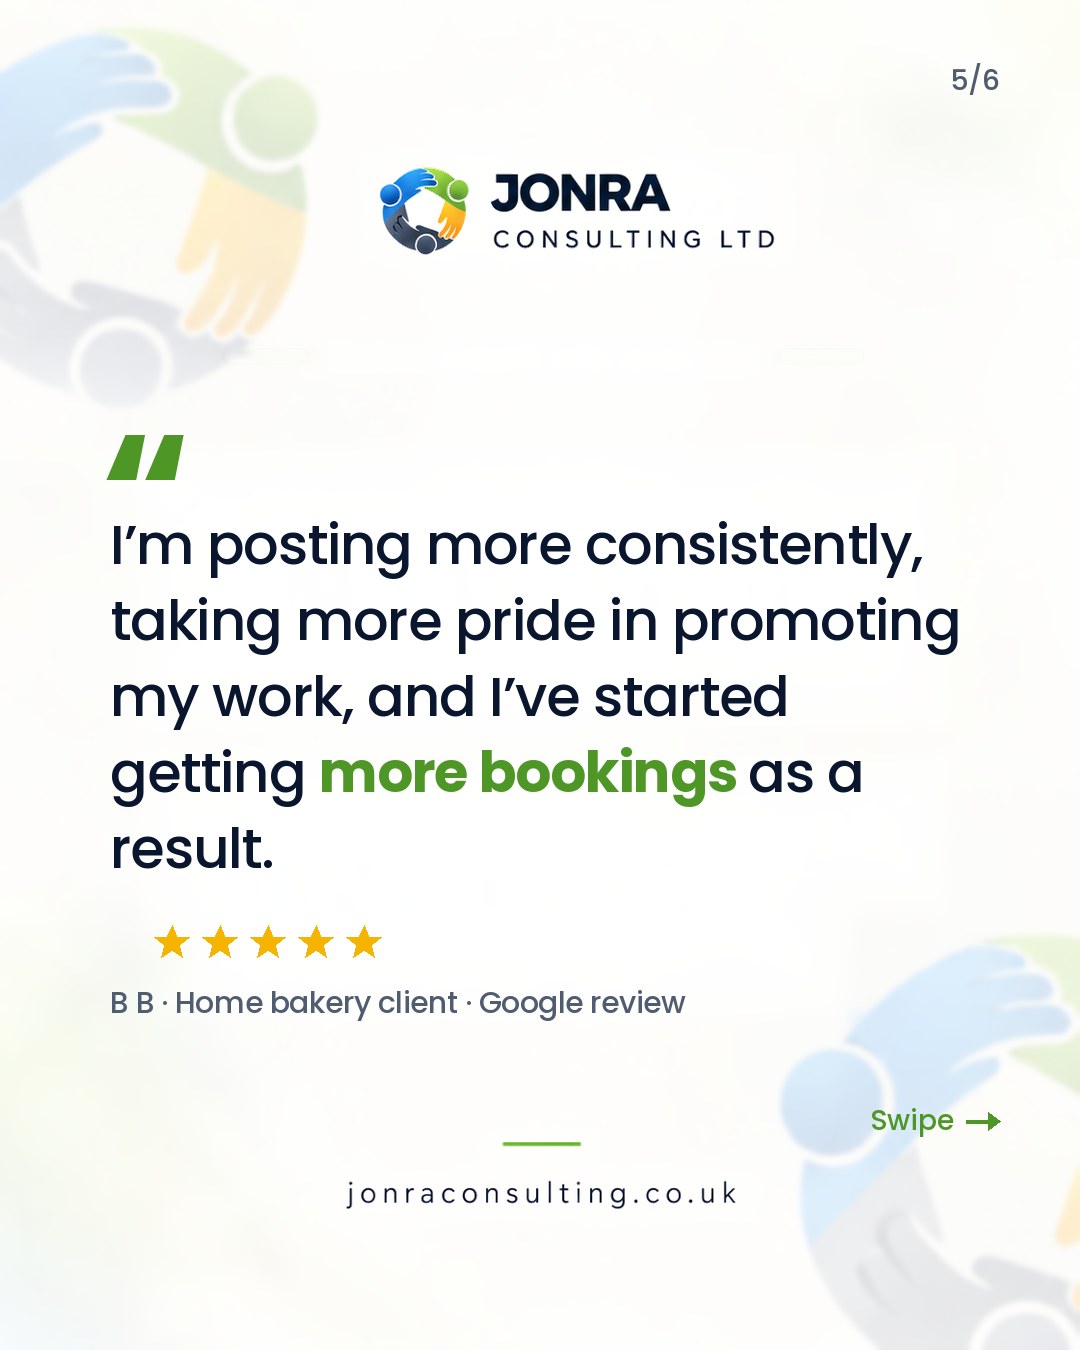 5/6
JONRA
CONSULTING LTD
“
I’m posting more consistently,
taking more pride in promoting
my work, and I’ve started
getting more bookings as a
result.
★★★★★
B B · Home bakery client · Google review
Swipe →
jonraconsulting.co.uk